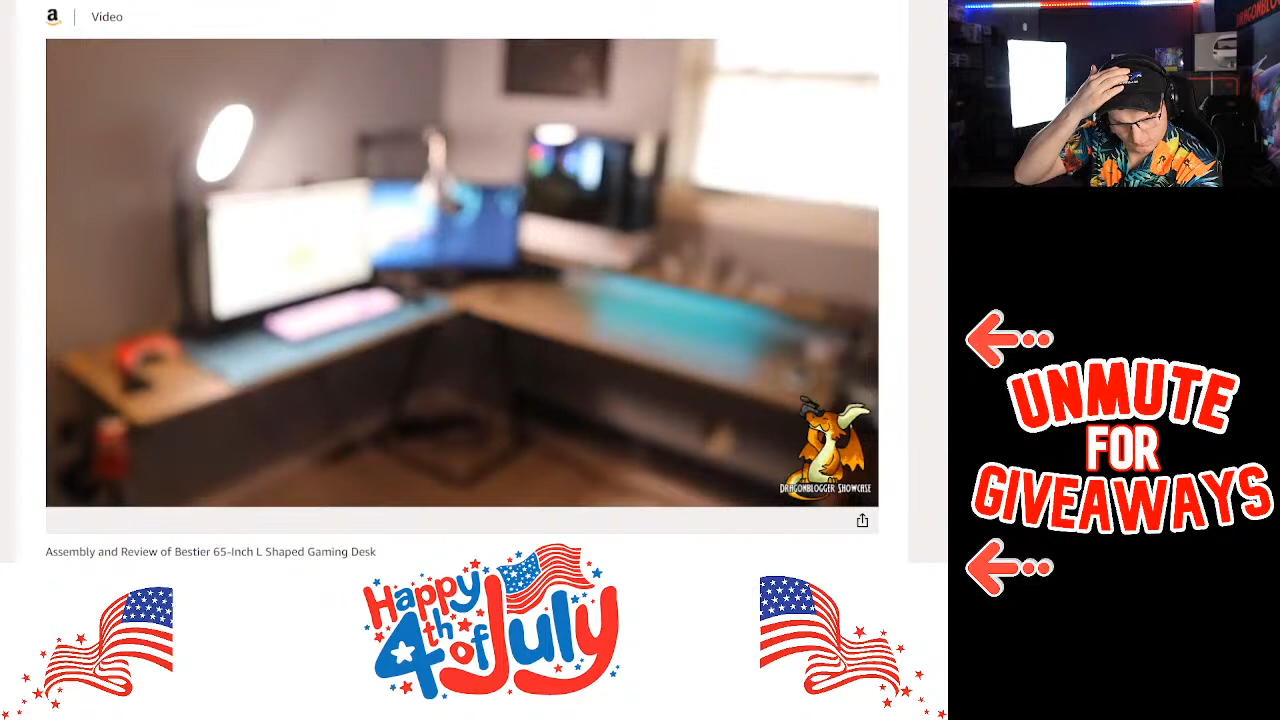 a Video
DRAGONBLOGGER SHOWCASE
Assembly and Review of Bestier 65-Inch L Shaped Gaming Desk
Happy
4th of July
UNMUTE
FOR
GIVEAWAYS